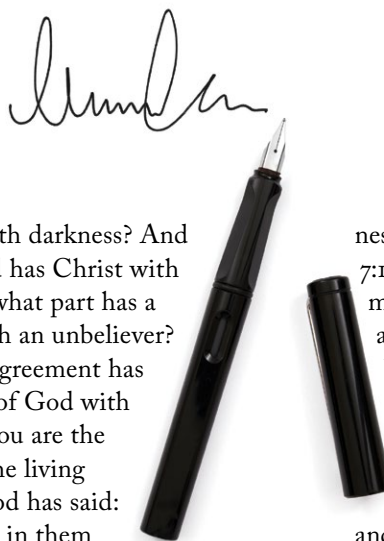 th darkness? And
has Christ with
what part has a
h an unbeliever?
greement has
of God with
ou are the
e living
od has said:
in them
nes
7:1
m
a
and